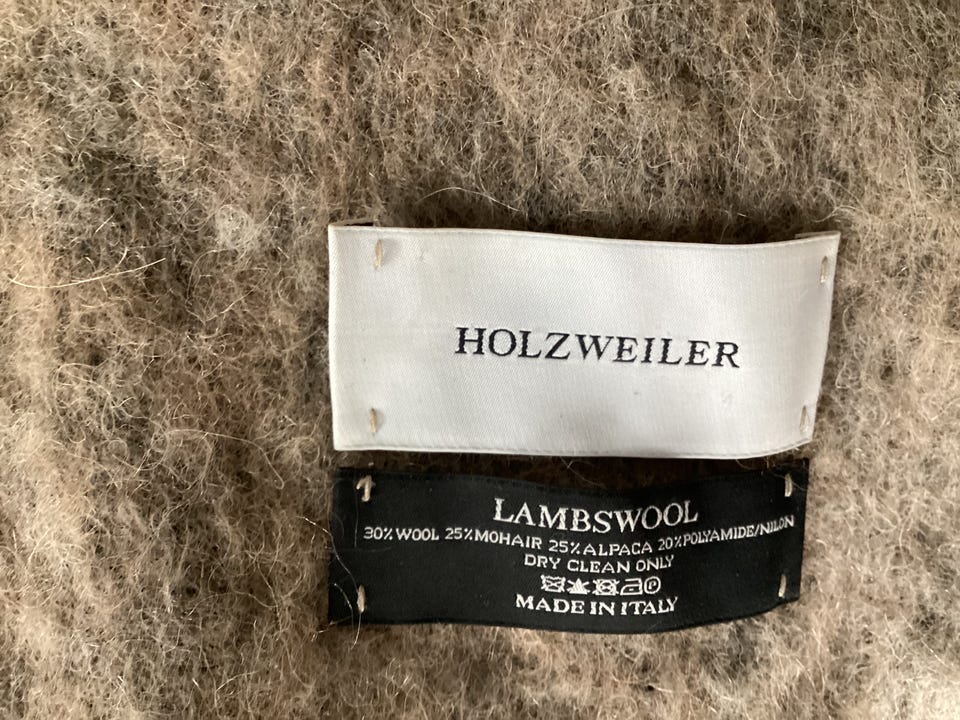 HOLZWEILER
LAMBSWOOL
30% WOOL 25% MOHAIR 25% ALPACA 20% POLYAMIDE/NILON
DRY CLEAN ONLY
MADE IN ITALY